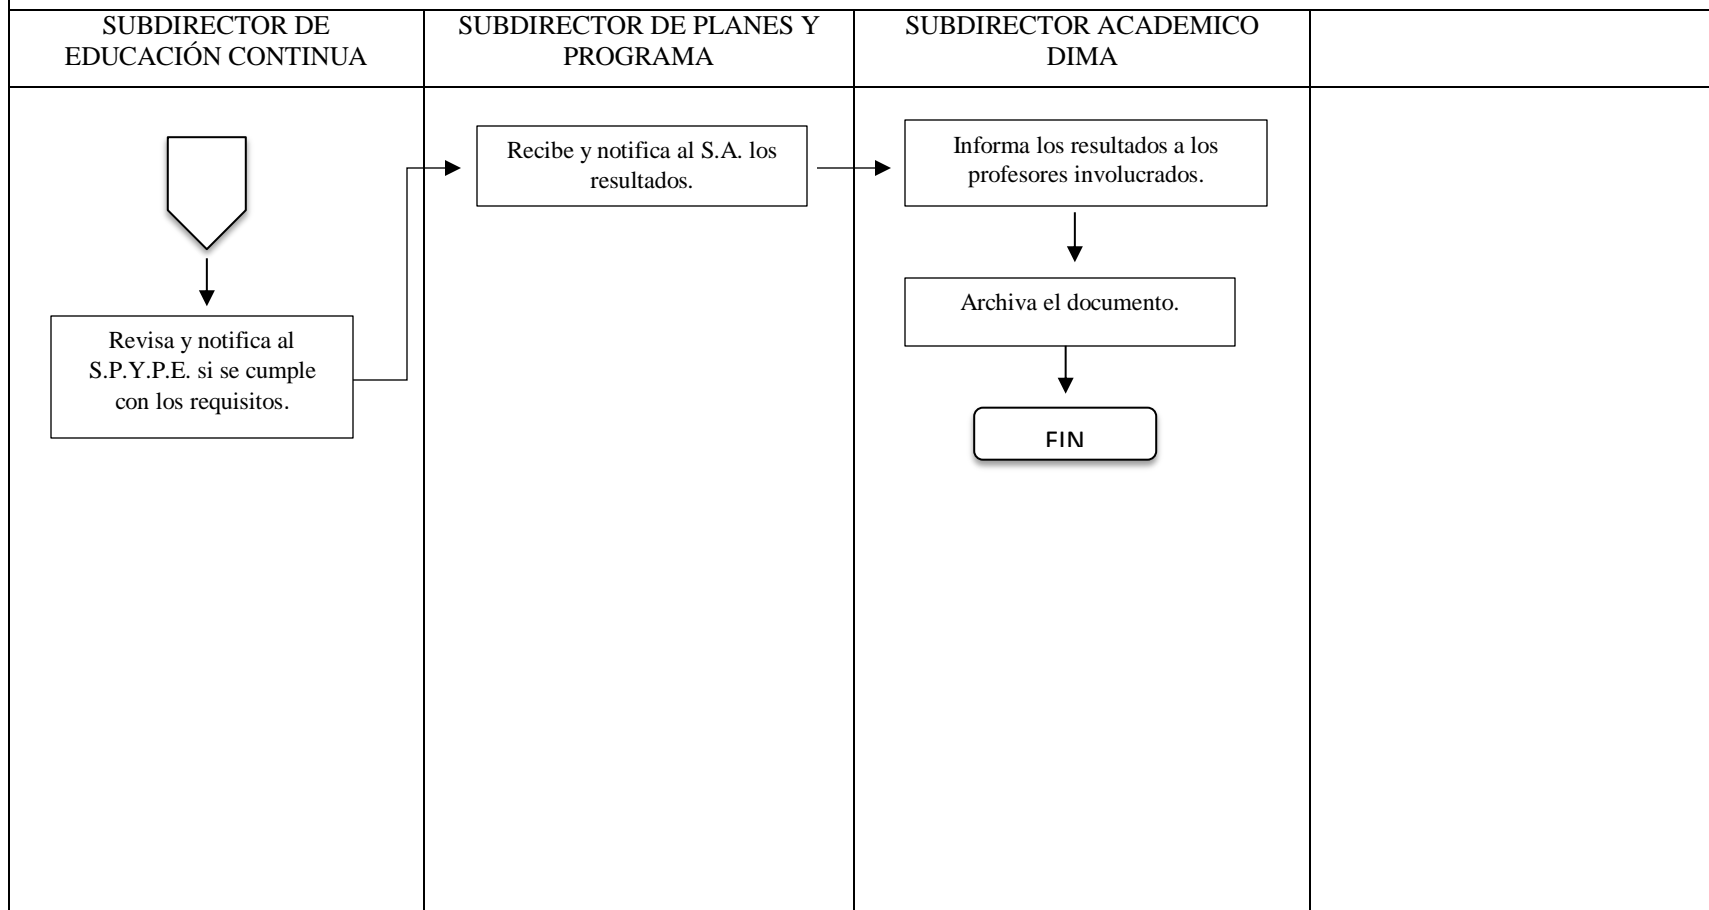 SUBDIRECTOR DE
EDUCACIÓN CONTINUA
SUBDIRECTOR DE PLANES Y
PROGRAMA
SUBDIRECTOR ACADEMICO
DIMA
Revisa y notifica al
S.P.Y.P.E. si se cumple
con los requisitos.
Recibe y notifica al S.A. los
resultados.
Informa los resultados a los
profesores involucrados.
Archiva el documento.
FIN